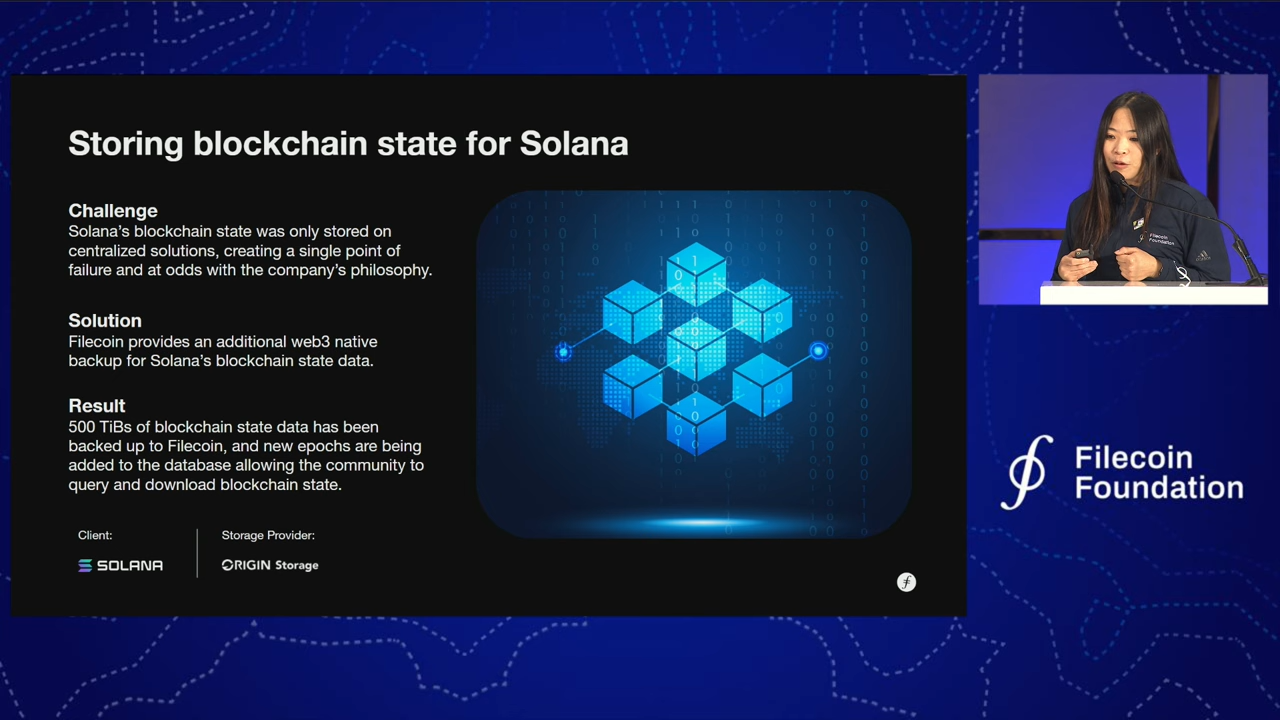 Storing blockchain state for Solana
Challenge
Solana's blockchain state was only stored on
centralized solutions, creating a single point of
failure and at odds with the company's philosophy.
Solution
Filecoin provides an additional web3 native
backup for Solana's blockchain state data.
Result
500 TiBs of blockchain state data has been
backed up to Filecoin, and new epochs are being
added to the database allowing the community to
query and download blockchain state.
Client:
SOLANA
Storage Provider:
ORIGIN Storage
Filecoin
Foundation
Filecoin
Foundation